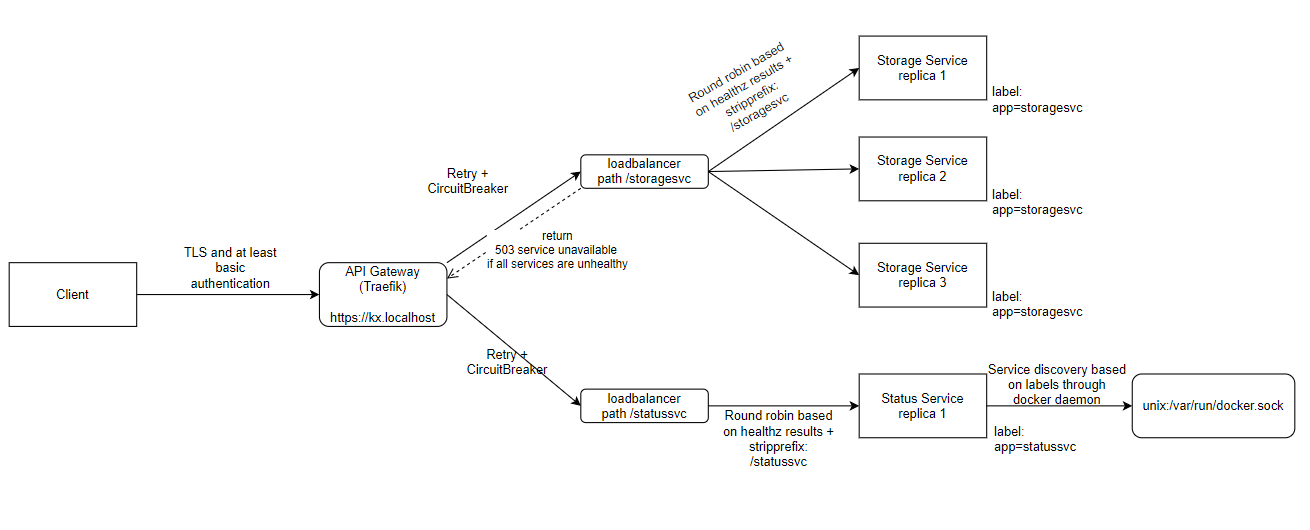 Client
TLS and at least
basic
authentication
API Gateway
(Traefik)
https://kx.localhost
Retry +
CircuitBreaker
return
503 service unavailable
if all services are unhealthy
loadbalancer
path /storagesvc
Round robin based
on healthz results +
stripprefix:
/storagesvc
Storage Service
replica 1
label:
app=storagesvc
Storage Service
replica 2
label:
app=storagesvc
Storage Service
replica 3
label:
app=storagesvc
Retry +
CircuitBreaker
loadbalancer
path /statussvc
Round robin based
on healthz results +
stripprefix:
/statussvc
Status Service
replica 1
label:
app=statussvc
Service discovery based
on labels through
docker daemon
unix:/var/run/docker.sock